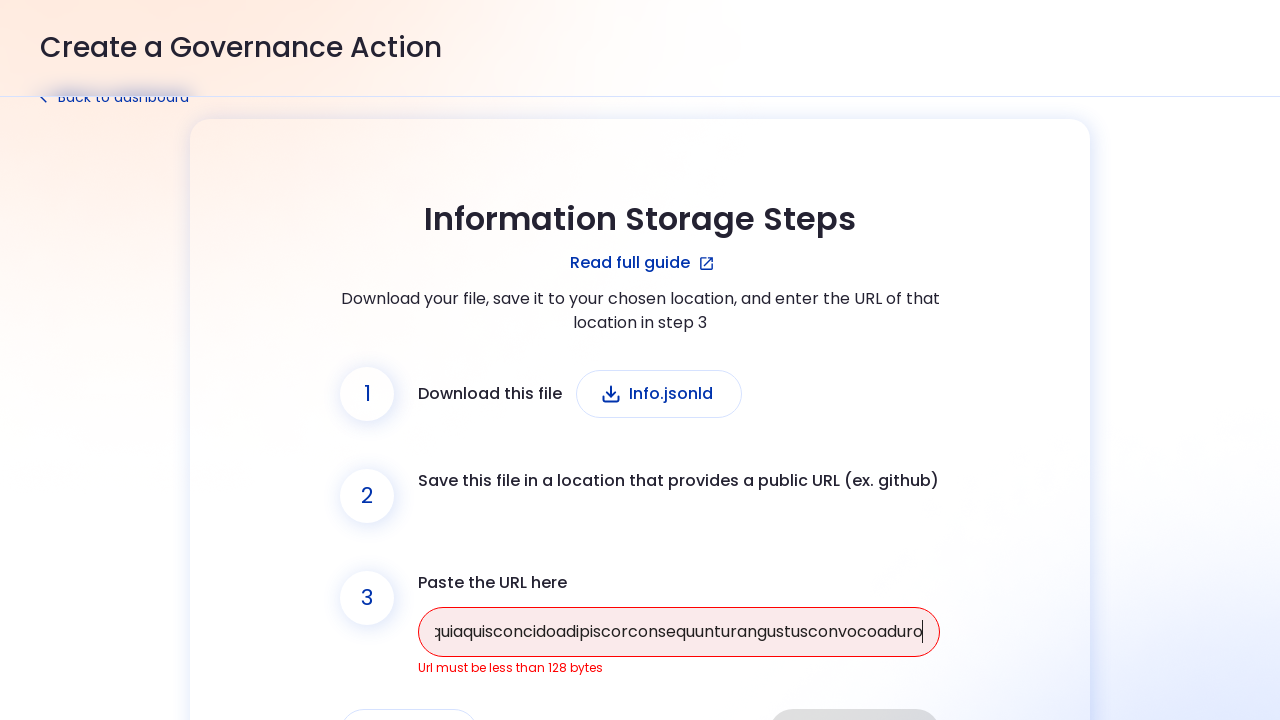 Create a Governance Action
Back to dashboard
Information Storage Steps
Read full guide
Download your file, save it to your chosen location, and enter the URL of that
location in step 3
1
Download this file
Info.jsonld
2
Save this file in a location that provides a public URL (ex. github)
3
Paste the URL here
quiaquisconcidoadipiscorconsequunturangustusconvocoaduro
Url must be less than 128 bytes